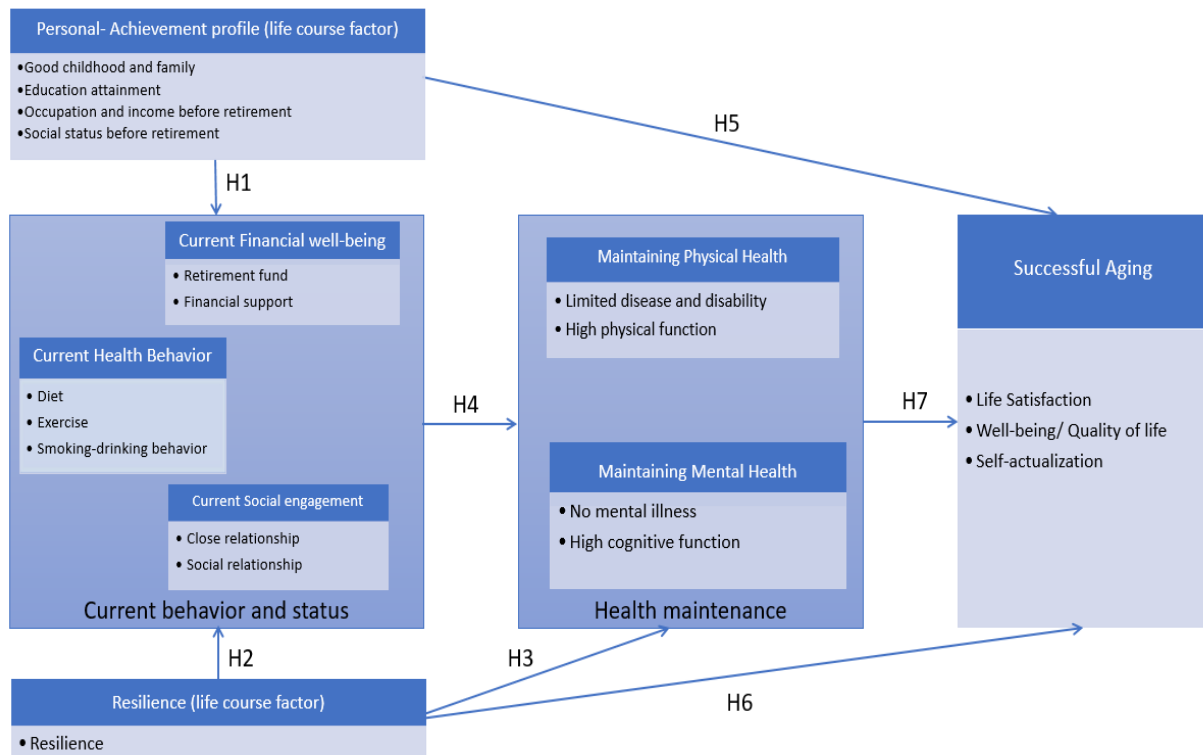 Personal- Achievement profile (life course factor)
•Good childhood and family
•Education attainment
•Occupation and income before retirement
•Social status before retirement
H5
H1
Current Financial well-being
• Retirement fund
• Financial support
Current Health Behavior
• Diet
• Exercise
• Smoking-drinking behavior
Current Social engagement
• Close relationship
• Social relationship
Current behavior and status
H4
Maintaining Physical Health
• Limited disease and disability
• High physical function
Maintaining Mental Health
• No mental illness
• High cognitive function
Health maintenance
H7
Successful Aging
• Life Satisfaction
• Well-being/ Quality of life
• Self-actualization
H2
H3
H6
Resilience (life course factor)
• Resilience